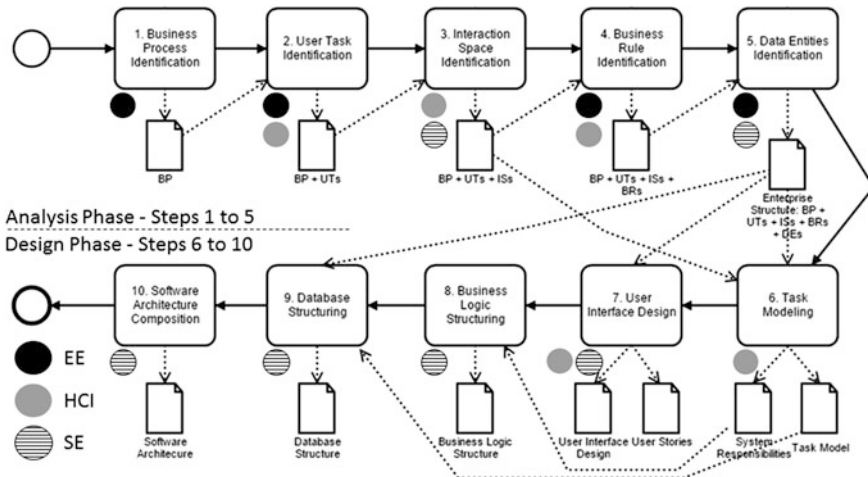 1. Business
Process
Identification
2. User Task
Identification
3. Interaction
Space
Identification
4. Business
Rule
Identification
5. Data Entities
Identification
BP
BP + UTs
BP + UTs + ISs
BP + UTs + ISs +
BRs
Enterprise
Structure: BP +
UTs + ISs + BRs
+ DEs
Analysis Phase - Steps 1 to 5
Design Phase - Steps 6 to 10
10. Software
Architecture
Composition
9. Database
Structuring
8. Business
Logic
Structuring
7. User
Interface Design
6. Task
Modeling
EE
HCI
SE
Software
Architecure
Database
Structure
Business Logic
Structure
User Interface
Design
User Stories
System
Responsibilities
Task Model